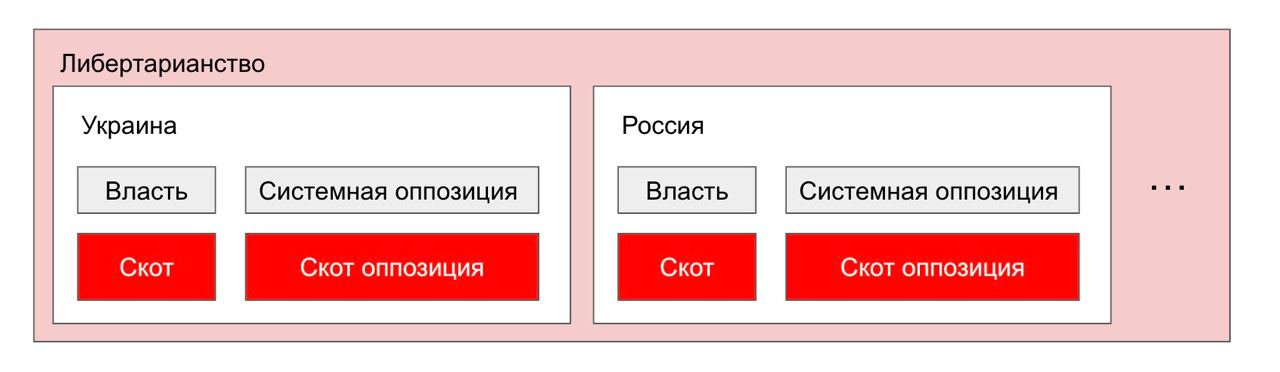 Либертарианство
Украина
Власть
Системная оппозиция
Скот
Скот оппозиция
Россия
Власть
Системная оппозиция
Скот
Скот оппозиция
...